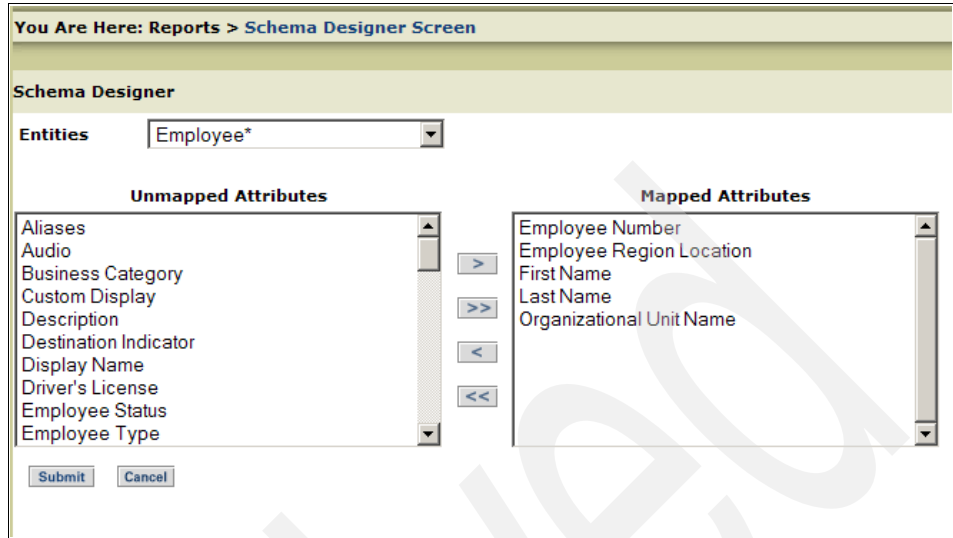 You Are Here: Reports > Schema Designer Screen
Schema Designer
Entities Employee*
Unmapped Attributes
Aliases
Audio
Business Category
Custom Display
Description
Destination Indicator
Display Name
Driver's License
Employee Status
Employee Type
>
>>
<
<<
Mapped Attributes
Employee Number
Employee Region Location
First Name
Last Name
Organizational Unit Name
Submit Cancel